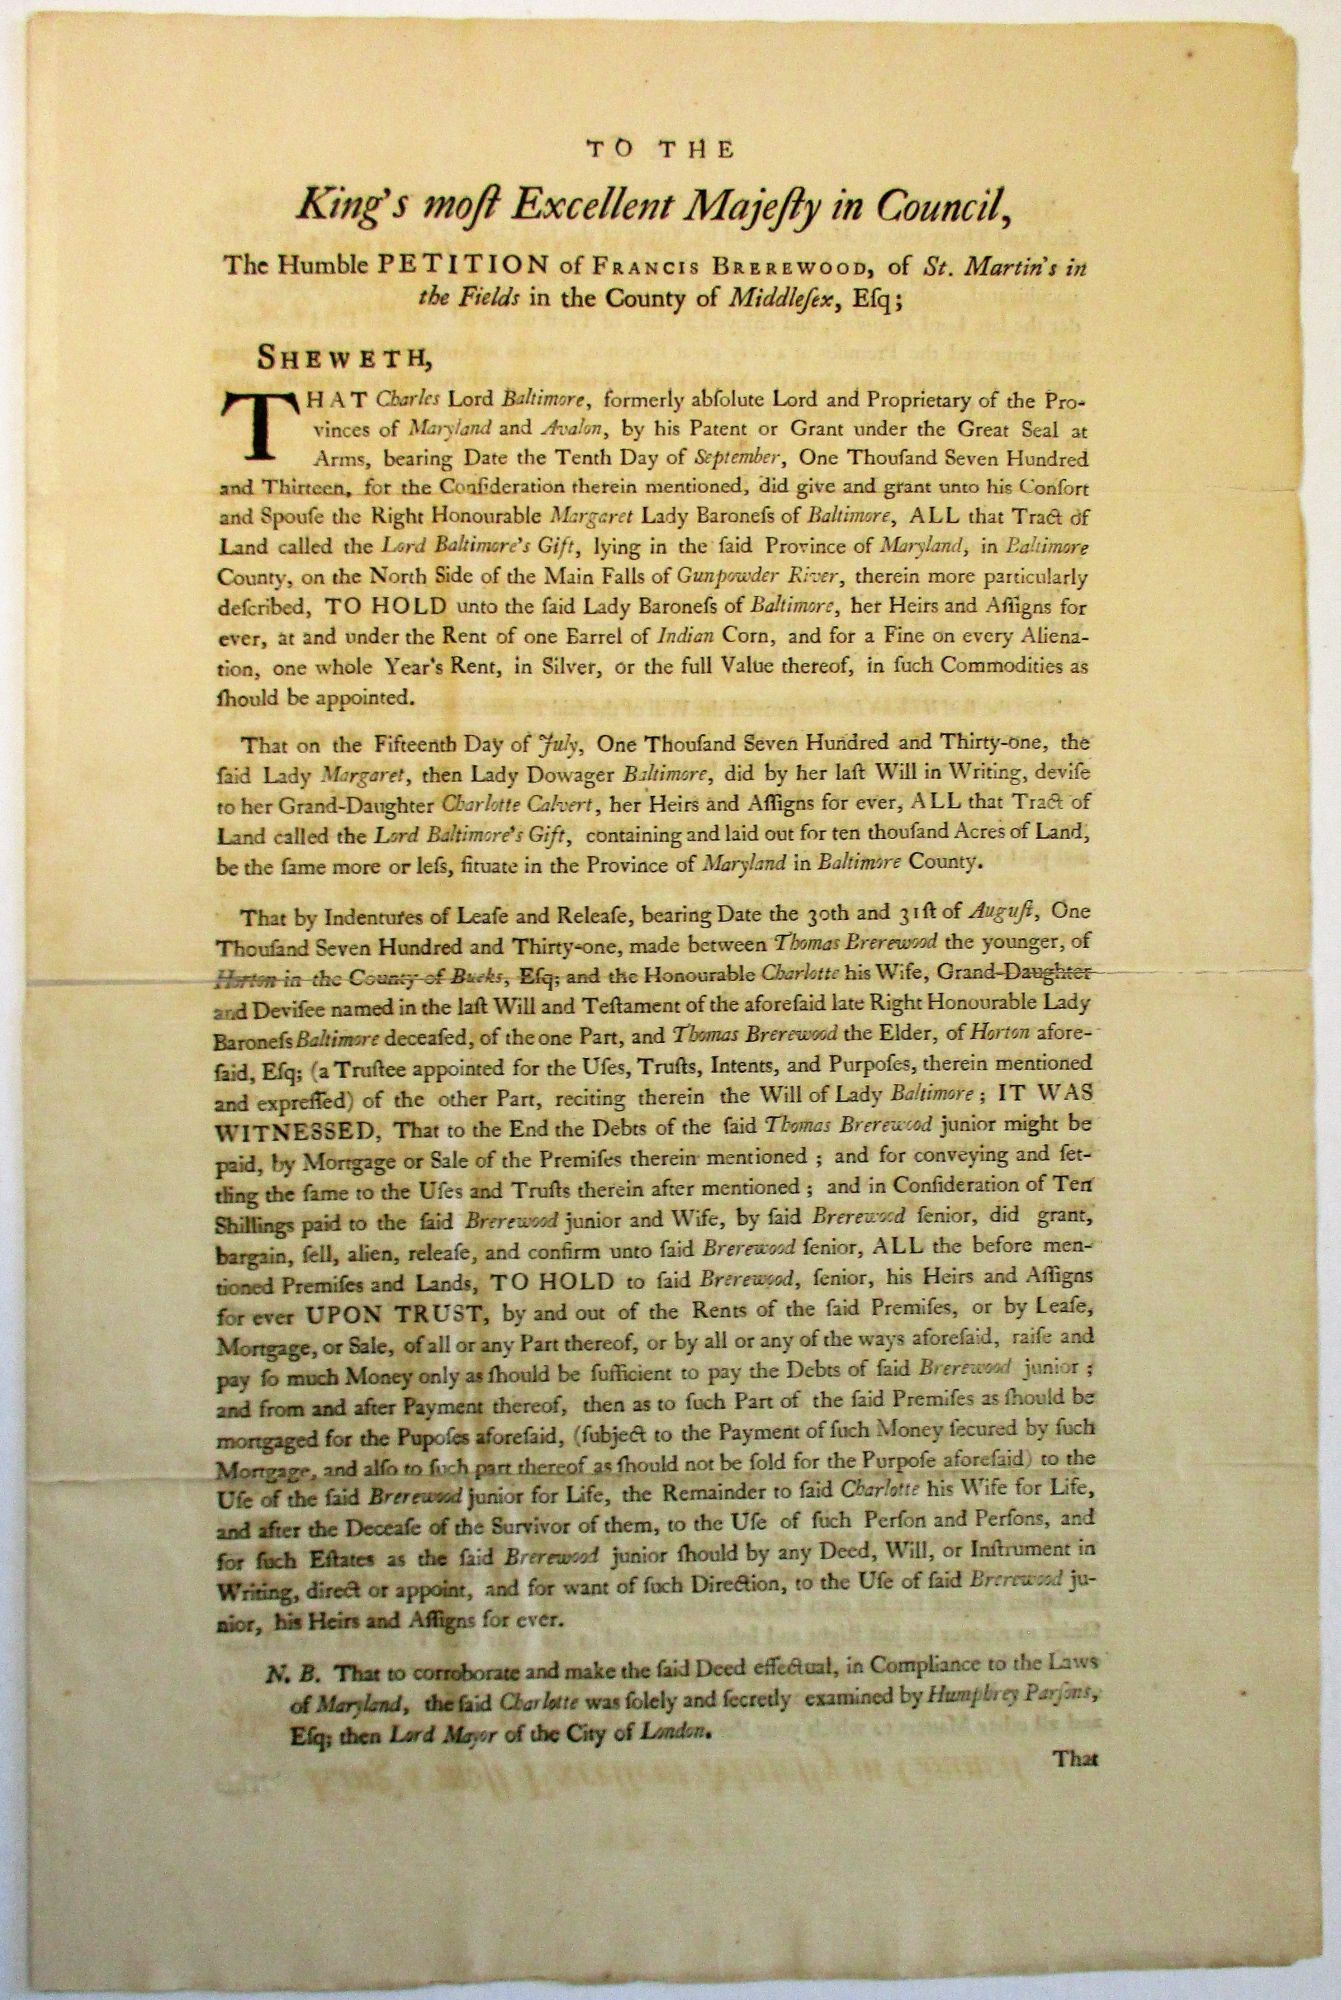 TO THE
King's moſt Excellent Majeſty in Council,
The Humble PETITION of FRANCIS BREREWOOD, of St. Martin's in
the Fields in the County of Middleſex, Eſq;
SHEWETH,
THAT Charles Lord Baltimore, formerly abſolute Lord and Proprietary of the Pro-
vinces of Maryland and Avalon, by his Patent or Grant under the Great Seal at
Arms, bearing Date the Tenth Day of September, One Thouſand Seven Hundred
and Thirteen, for the Conſideration therein mentioned, did give and grant unto his Conſort
and Spouſe the Right Honourable Margaret Lady Baroneſs of Baltimore, ALL that Tract of
Land called the Lord Baltimore's Gift, lying in the ſaid Province of Maryland, in Baltimore
County, on the North Side of the Main Falls of Gunpowder River, therein more particularly
deſcribed, TO HOLD unto the ſaid Lady Baroneſs of Baltimore, her Heirs and Aſſigns for
ever, at and under the Rent of one Barrel of Indian Corn, and for a Fine on every Aliena-
tion, one whole Year's Rent, in Silver, or the full Value thereof, in ſuch Commodities as
ſhould be appointed.
That on the Fifteenth Day of July, One Thouſand Seven Hundred and Thirty-one, the
ſaid Lady Margaret, then Lady Dowager Baltimore, did by her laſt Will in Writing, deviſe
to her Grand-Daughter Charlotte Calvert, her Heirs and Aſſigns for ever, ALL that Tract of
Land called the Lord Baltimore's Gift, containing and laid out for ten thouſand Acres of Land,
be the ſame more or leſs, ſituate in the Province of Maryland in Baltimore County.
That by Indentures of Leaſe and Releaſe, bearing Date the 30th and 31ſt of Auguſt, One
Thouſand Seven Hundred and Thirty-one, made between Thomas Brerewood the younger, of
Horton in the County of Bucks, Eſq; and the Honourable Charlotte his Wife, Grand-Daughter
and Deviſee named in the laſt Will and Teſtament of the aforeſaid late Right Honourable Lady
Baroneſs Baltimore deceaſed, of the one Part, and Thomas Brerewood the Elder, of Horton afore-
ſaid, Eſq; (a Truſtee appointed for the Uſes, Truſts, Intents, and Purpoſes, therein mentioned
and expreſſed) of the other Part, reciting therein the Will of Lady Baltimore; IT WAS
WITNESSED, That to the End the Debts of the ſaid Thomas Brerewood junior might be
paid, by Mortgage or Sale of the Premiſes therein mentioned; and for conveying and ſet-
tling the ſame to the Uſes and Truſts therein after mentioned; and in Conſideration of Ten
Shillings paid to the ſaid Brerewood junior and Wife, by ſaid Brerewood ſenior, did grant,
bargain, ſell, alien, releaſe, and confirm unto ſaid Brerewood ſenior, ALL the before men-
tioned Premiſes and Lands, TO HOLD to ſaid Brerewood, ſenior, his Heirs and Aſſigns
for ever UPON TRUST, by and out of the Rents of the ſaid Premiſes, or by Leaſe,
Mortgage, or Sale, of all or any Part thereof, or by all or any of the ways aforeſaid, raiſe and
pay ſo much Money only as ſhould be ſufficient to pay the Debts of ſaid Brerewood junior;
and from and after Payment thereof, then as to ſuch Part of the ſaid Premiſes as ſhould be
mortgaged for the Pupoſes aforeſaid, (ſubject to the Payment of ſuch Money ſecured by ſuch
Mortgage, and alſo to ſuch part thereof as ſhould not be ſold for the Purpoſe aforeſaid) to the
Uſe of the ſaid Brerewood junior for Life, the Remainder to ſaid Charlotte his Wife for Life,
and after the Deceaſe of the Survivor of them, to the Uſe of ſuch Perſon and Perſons, and
for ſuch Eſtates as the ſaid Brerewood junior ſhould by any Deed, Will, or Inſtrument in
Writing, direct or appoint, and for want of ſuch Direction, to the Uſe of ſaid Brerewood ju-
nior, his Heirs and Aſſigns for ever.
N. B. That to corroborate and make the ſaid Deed effectual, in Compliance to the Laws
of Maryland, the ſaid Charlotte was ſolely and ſecretly examined by Humphrey Parſons,
Eſq; then Lord Mayor of the City of London.
That